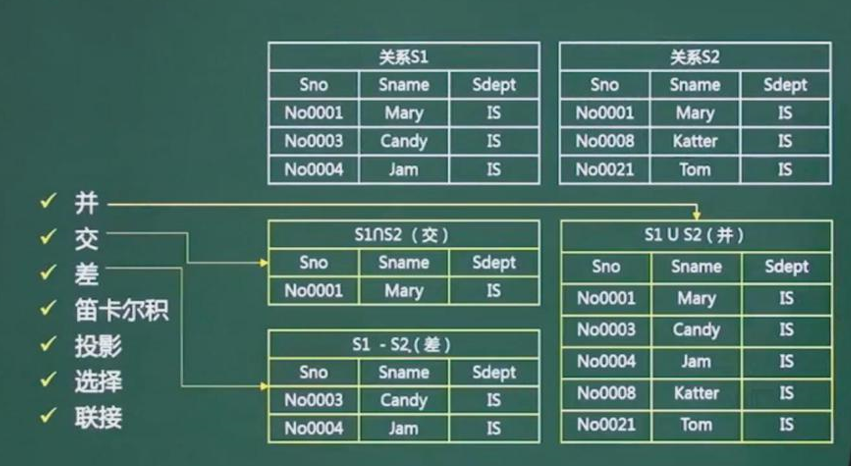 关系S1
Sno Sname Sdept
No0001 Mary IS
No0003 Candy IS
No0004 Jam IS
关系S2
Sno Sname Sdept
No0001 Mary IS
No0008 Katter IS
No0021 Tom IS
✓ 并
✓ 交
✓ 差
✓ 笛卡尔积
✓ 投影
✓ 选择
✓ 联接
S1∩S2（交）
Sno Sname Sdept
No0001 Mary IS
S1 - S2（差）
Sno Sname Sdept
No0003 Candy IS
No0004 Jam IS
S1 U S2（并）
Sno Sname Sdept
No0001 Mary IS
No0003 Candy IS
No0004 Jam IS
No0008 Katter IS
No0021 Tom IS